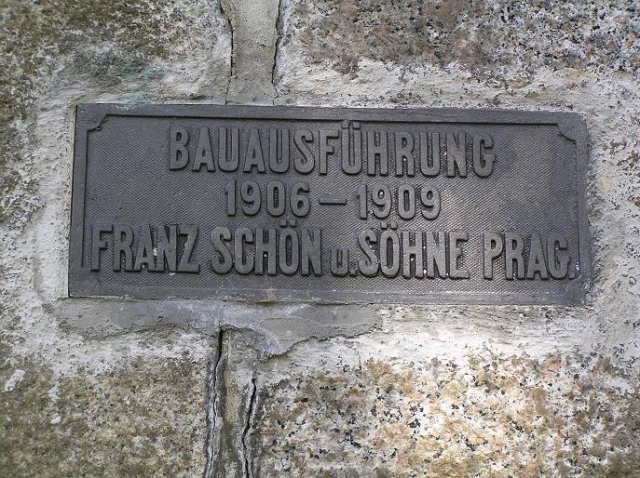 BAUAUSFÜHRUNG
1906-1909
FRANZ SCHÖN u. SÖHNE PRAG.